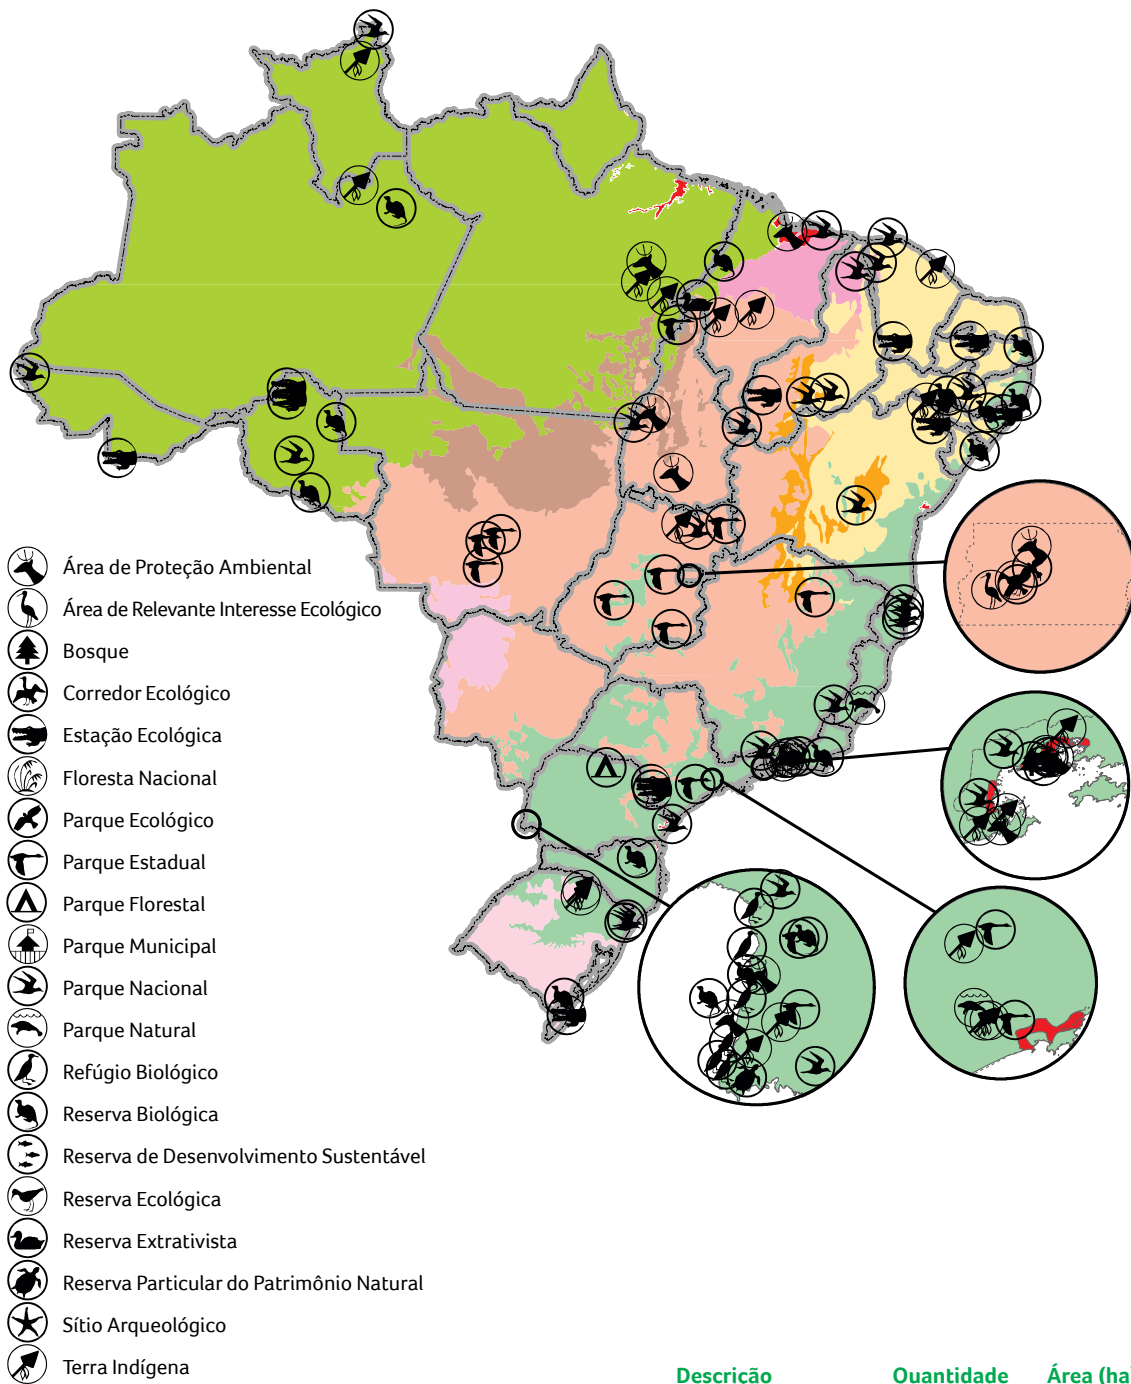 Área de Proteção Ambiental
Área de Relevante Interesse Ecológico
Bosque
Corredor Ecológico
Estação Ecológica
Floresta Nacional
Parque Ecológico
Parque Estadual
Parque Florestal
Parque Municipal
Parque Nacional
Parque Natural
Refúgio Biológico
Reserva Biológica
Reserva de Desenvolvimento Sustentável
Reserva Ecológica
Reserva Extrativista
Reserva Particular do Patrimônio Natural
Sítio Arqueológico
Terra Indígena
Descrição Quantidade Área (ha)